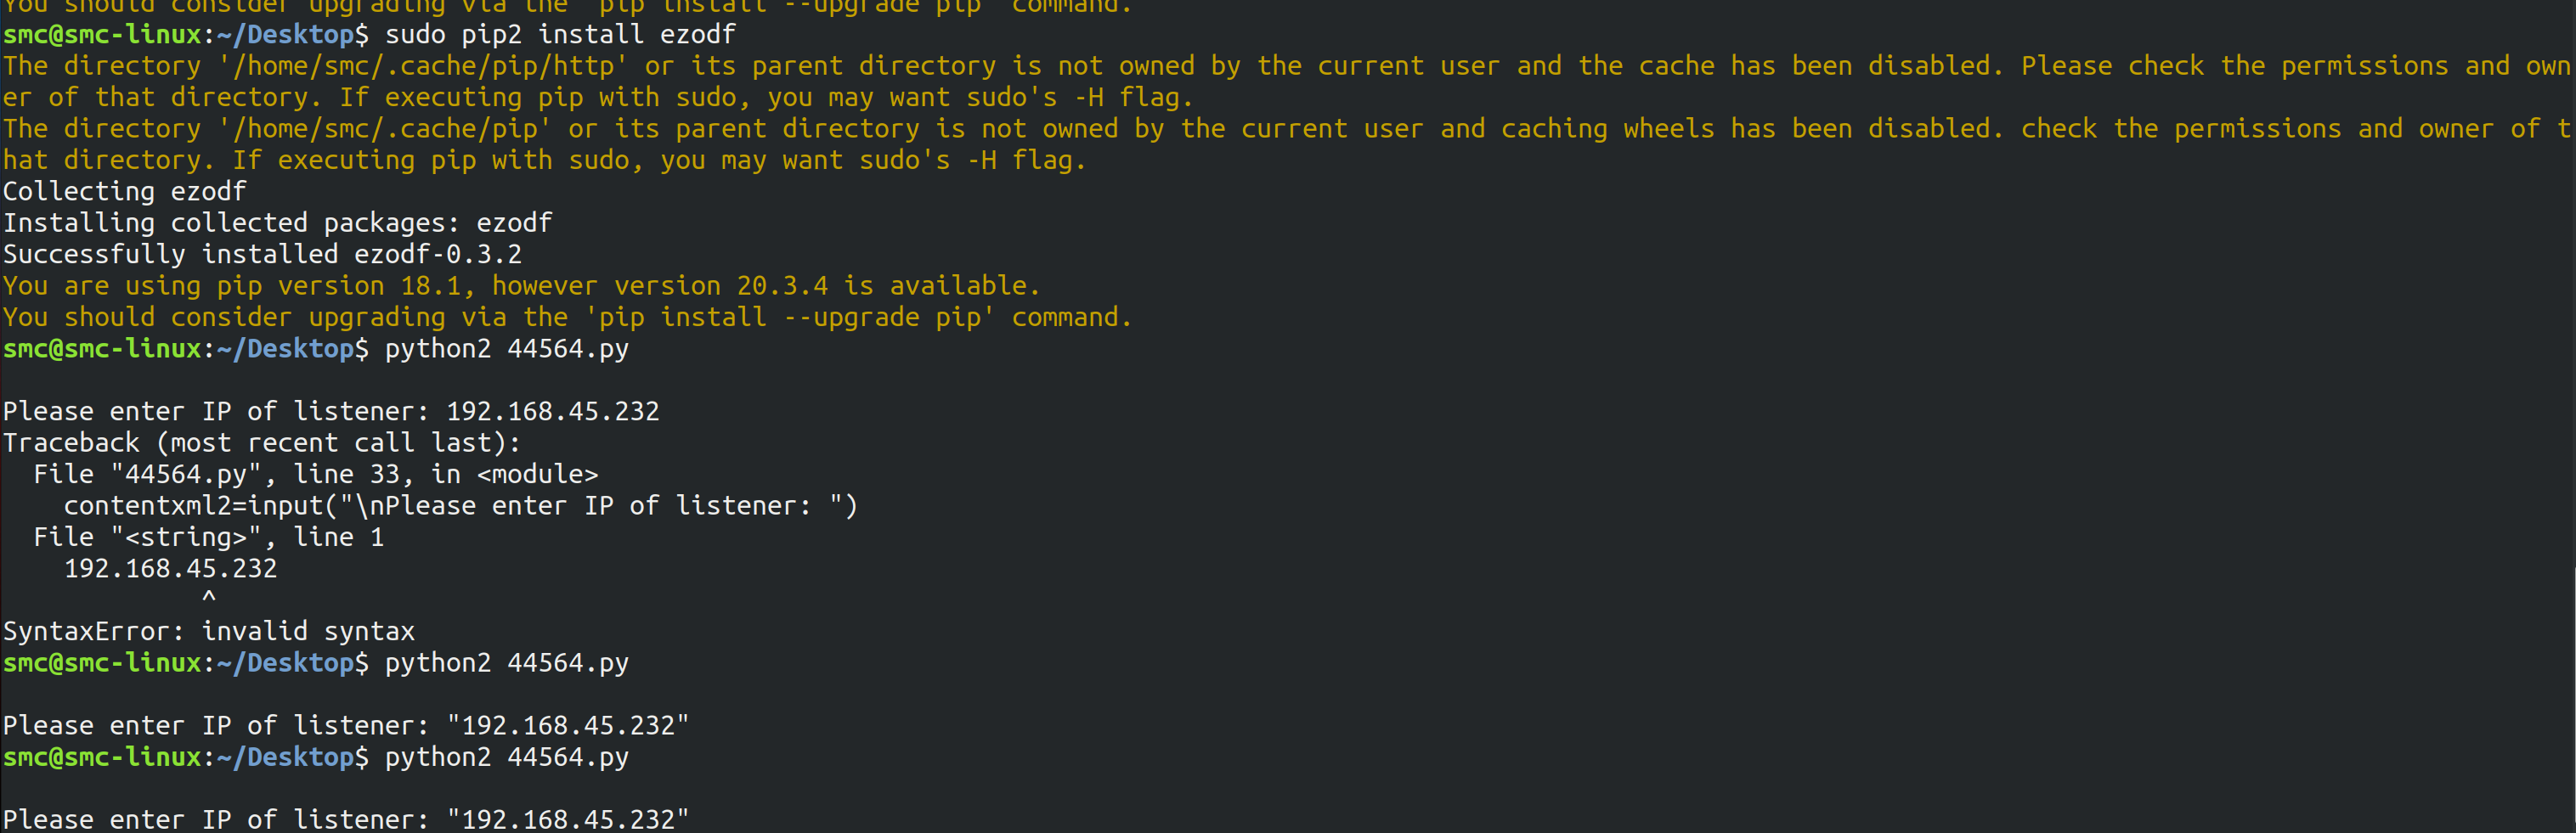 You should consider upgrading via the 'pip install --upgrade pip' command.
smc@smc-linux:~/Desktop$ sudo pip2 install ezodf
The directory '/home/smc/.cache/pip/http' or its parent directory is not owned by the current user and the cache has been disabled. Please check the permissions and own
er of that directory. If executing pip with sudo, you may want sudo's -H flag.
The directory '/home/smc/.cache/pip' or its parent directory is not owned by the current user and caching wheels has been disabled. check the permissions and owner of t
hat directory. If executing pip with sudo, you may want sudo's -H flag.
Collecting ezodf
Installing collected packages: ezodf
Successfully installed ezodf-0.3.2
You are using pip version 18.1, however version 20.3.4 is available.
You should consider upgrading via the 'pip install --upgrade pip' command.
smc@smc-linux:~/Desktop$ python2 44564.py
Please enter IP of listener: 192.168.45.232
Traceback (most recent call last):
  File "44564.py", line 33, in <module>
    contentxml2=input("\nPlease enter IP of listener: ")
  File "<string>", line 1
    192.168.45.232
             ^
SyntaxError: invalid syntax
smc@smc-linux:~/Desktop$ python2 44564.py
Please enter IP of listener: "192.168.45.232"
smc@smc-linux:~/Desktop$ python2 44564.py
Please enter IP of listener: "192.168.45.232"